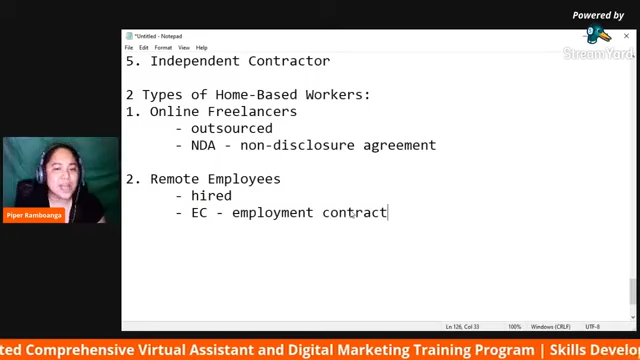 Powered by
StreamYard
*Untitled - Notepad
File Edit Format View Help
5. Independent Contractor
2 Types of Home-Based Workers:
1. Online Freelancers
- outsourced
- NDA - non-disclosure agreement
2. Remote Employees
- hired
- EC - employment contract
Piper Ramboanga
Ln 126, Col 33 100% Windows (CRLF) UTF-8
ted Comprehensive Virtual Assistant and Digital Marketing Training Program | Skills Develo